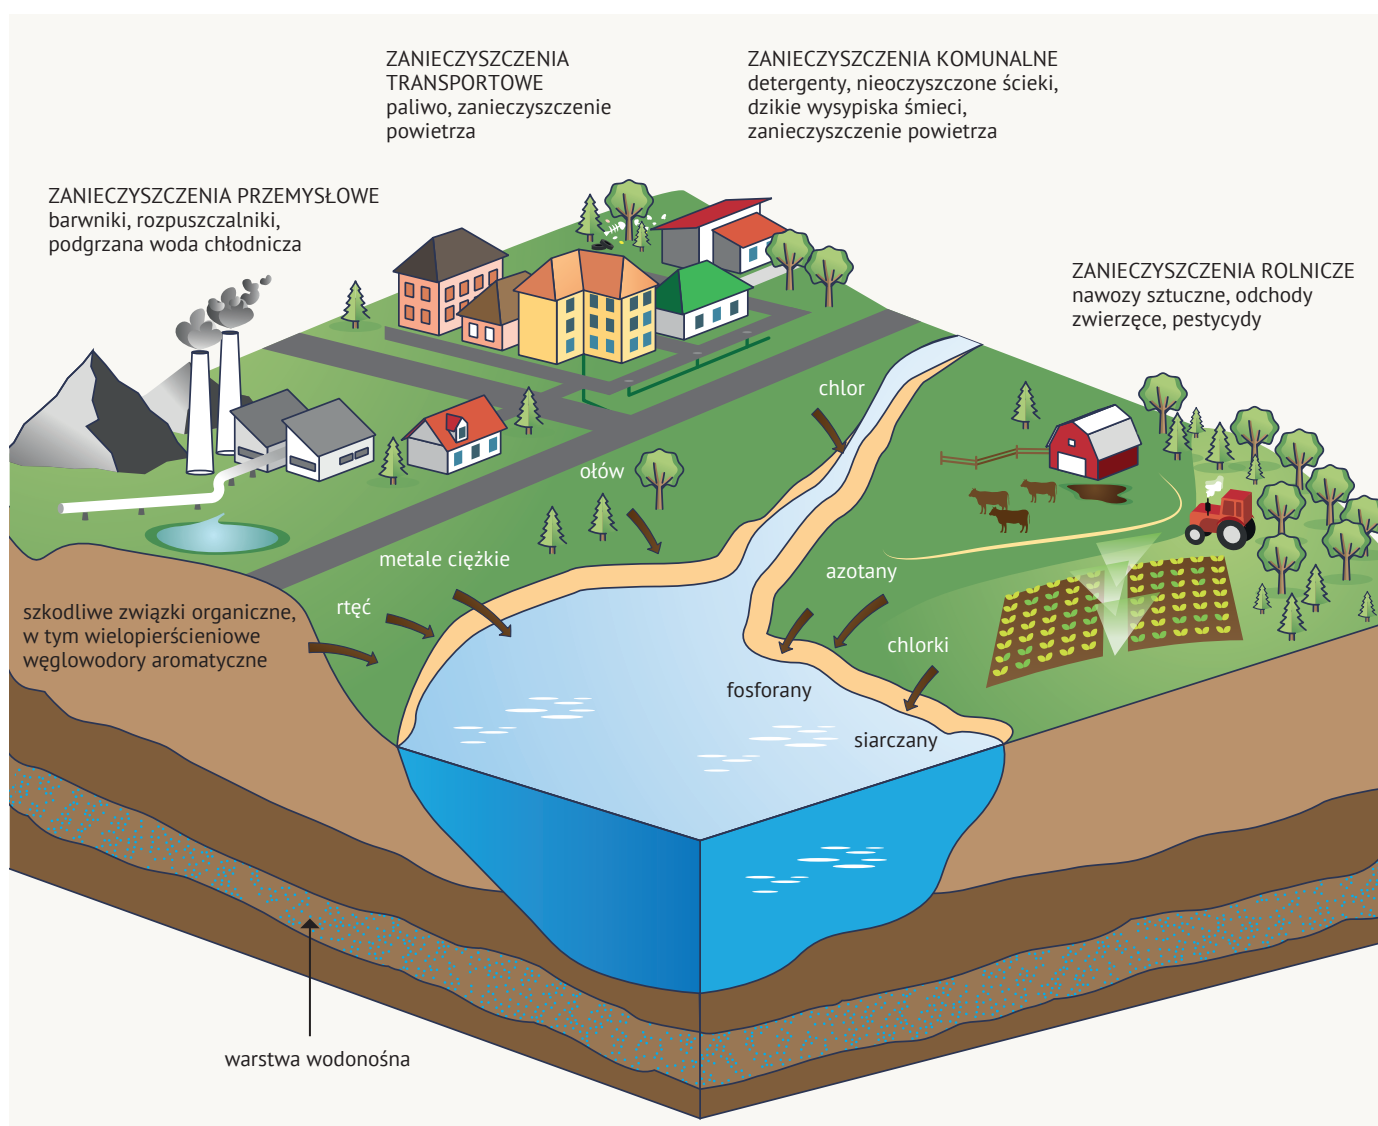 ZANIECZYSZCZENIA
TRANSPORTOWE
paliwo, zanieczyszczenie
powietrza
ZANIECZYSZCZENIA KOMUNALNE
detergenty, nieoczyszczone ścieki,
dzikie wysypiska śmieci,
zanieczyszczenie powietrza
ZANIECZYSZCZENIA PRZEMYSŁOWE
barwniki, rozpuszczalniki,
podgrzana woda chłodnicza
ZANIECZYSZCZENIA ROLNICZE
nawozy sztuczne, odchody
zwierzęce, pestycydy
chlor
ołów
metale ciężkie
azotany
rtęć
szkodliwe związki organiczne,
w tym wielopierścieniowe
węglowodory aromatyczne
chlorki
fosforany
siarczany
warstwa wodonośna